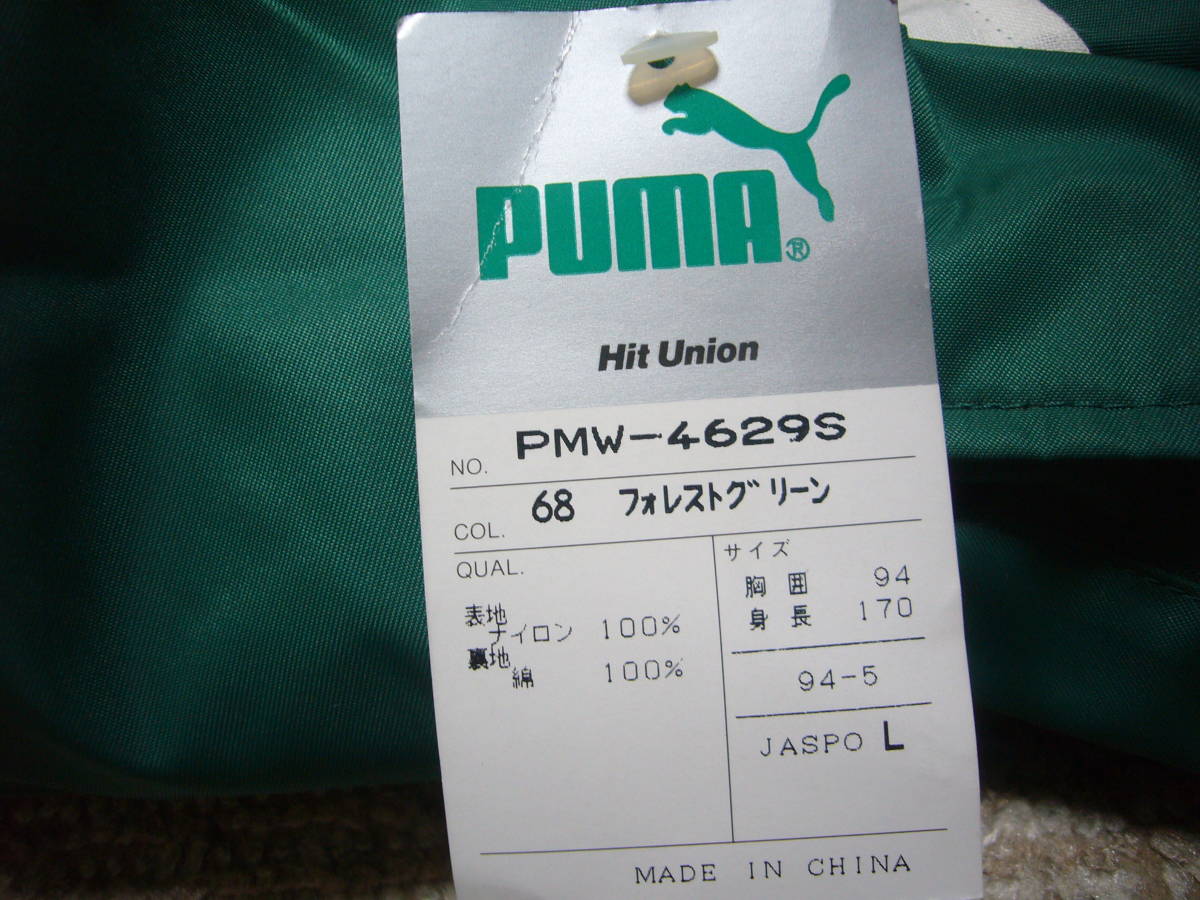 PUMA®
Hit Union
NO. PMW-4629S
COL. 68 フォレストグリーン
QUAL.
表地
ナイロン 100%
裏地
綿 100%
サイズ
胸囲 94
身長 170
94-5
JASPO L
MADE IN CHINA